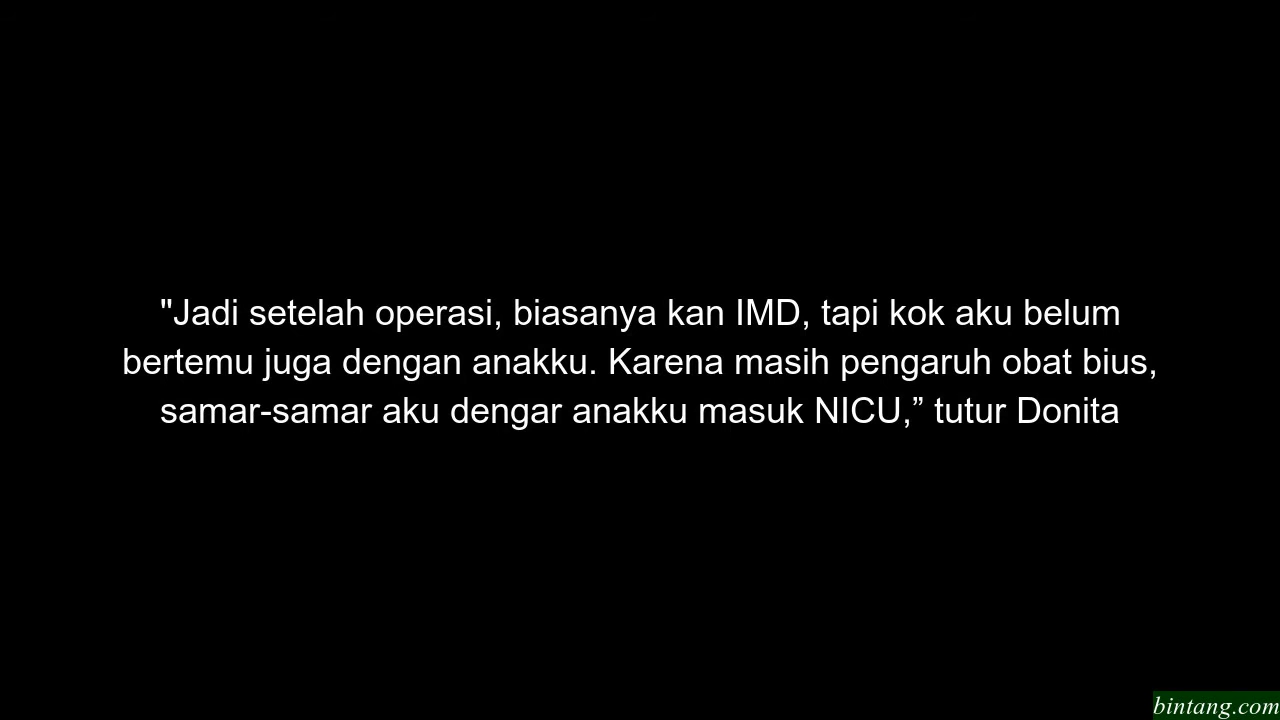 "Jadi setelah operasi, biasanya kan IMD, tapi kok aku belum
bertemu juga dengan anakku. Karena masih pengaruh obat bius,
samar-samar aku dengar anakku masuk NICU,” tutur Donita
bintang.com